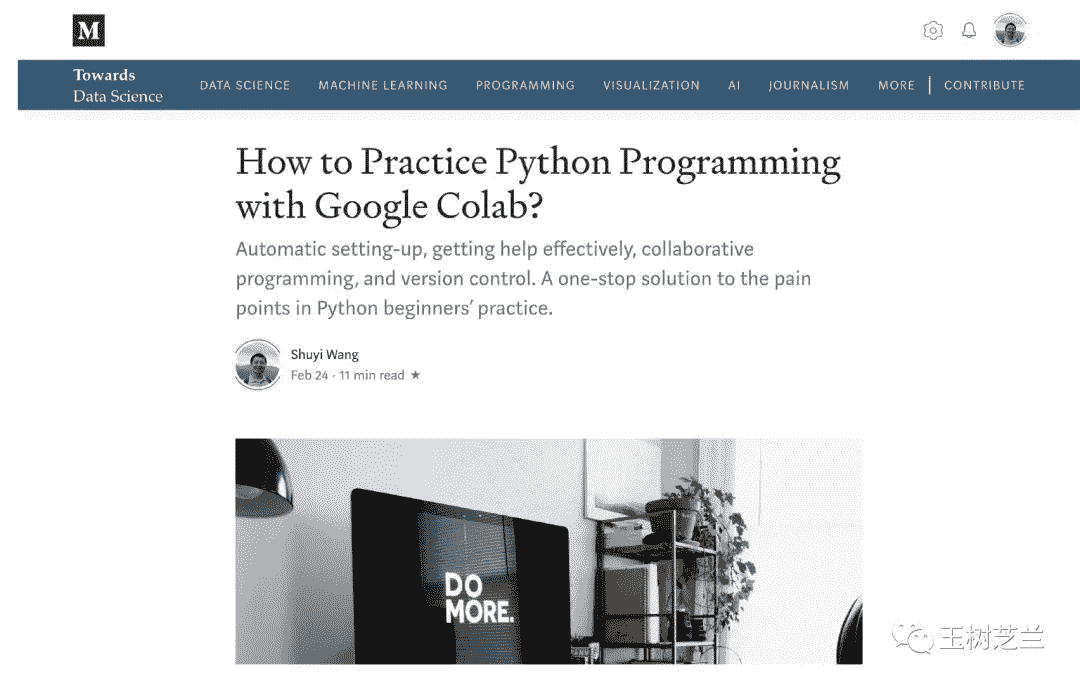 M
Towards
Data Science
DATA SCIENCE MACHINE LEARNING PROGRAMMING VISUALIZATION AI JOURNALISM MORE | CONTRIBUTE
How to Practice Python Programming
with Google Colab?
Automatic setting-up, getting help effectively, collaborative
programming, and version control. A one-stop solution to the pain
points in Python beginners’ practice.
Shuyi Wang
Feb 24 · 11 min read ★
DO
MORE.
玉树芝兰